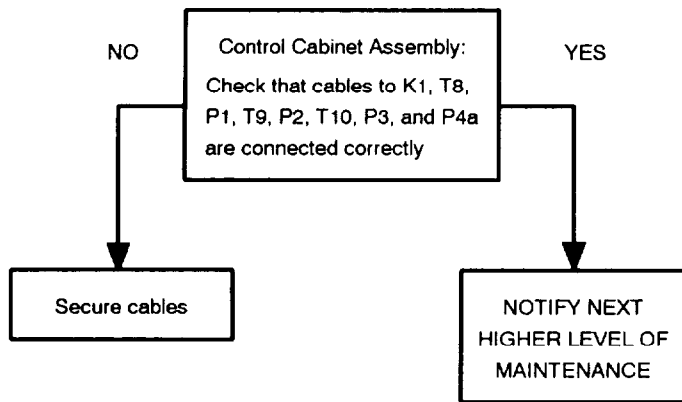 NO
Control Cabinet Assembly:
YES
Check that cables to K1, T8,
P1, T9, P2, T10, P3, and P4a
are connected correctly
Secure cables
NOTIFY NEXT
HIGHER LEVEL OF
MAINTENANCE